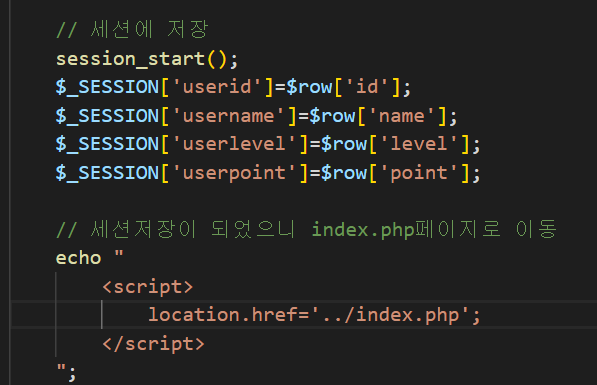 // 세션에 저장
session_start();
$_SESSION['userid']=$row['id'];
$_SESSION['username']=$row['name'];
$_SESSION['userlevel']=$row['level'];
$_SESSION['userpoint']=$row['point'];
// 세션저장이 되었으니 index.php페이지로 이동
echo "
<script>
location.href='../index.php';
</script>
";